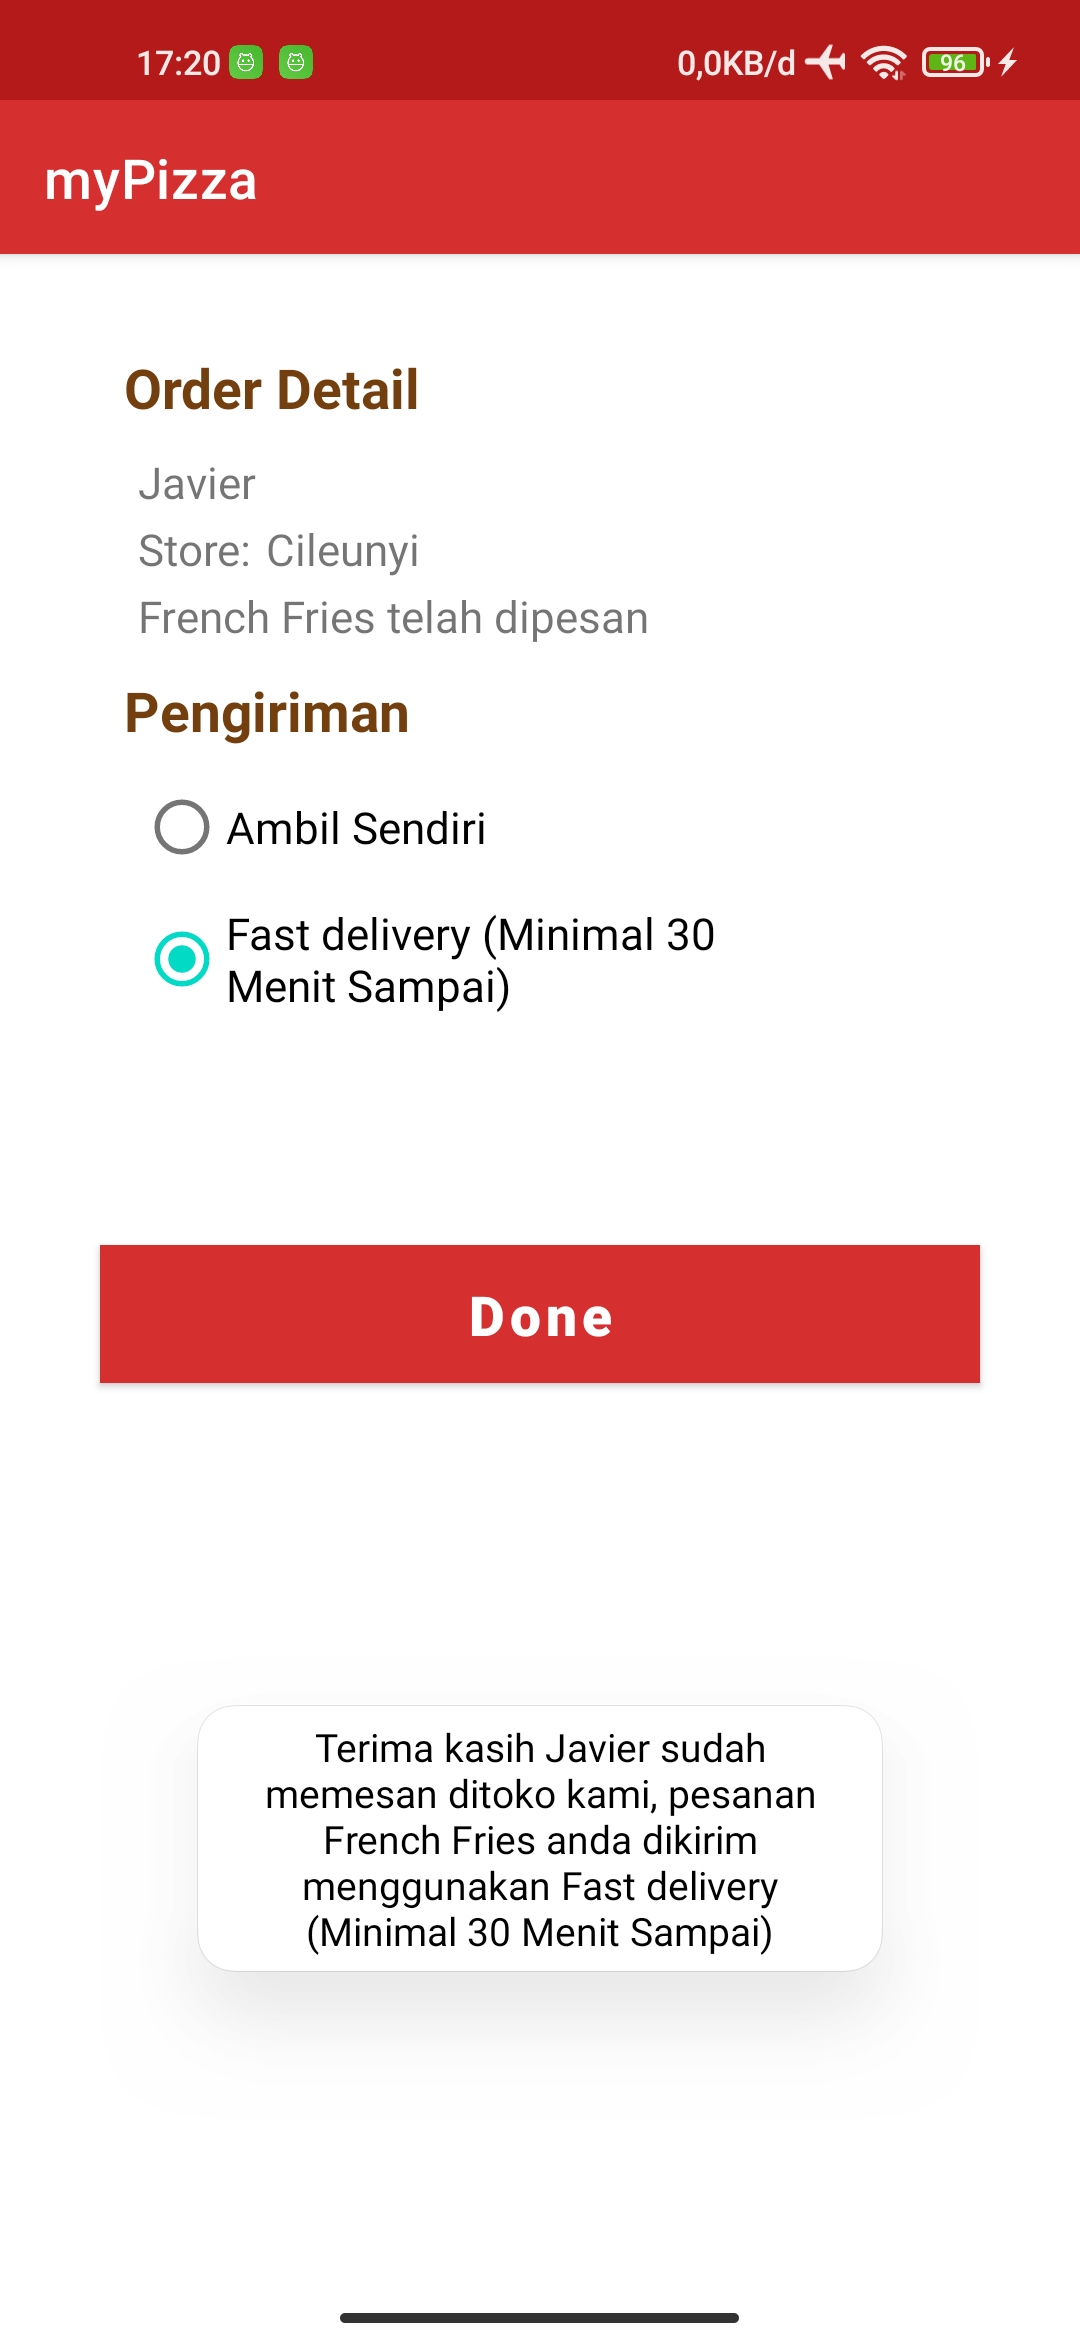 17:20 0,0KB/d 96
myPizza
Order Detail
Javier
Store: Cileunyi
French Fries telah dipesan
Pengiriman
Ambil Sendiri
Fast delivery (Minimal 30
Menit Sampai)
Done
Terima kasih Javier sudah
memesan ditoko kami, pesanan
French Fries anda dikirim
menggunakan Fast delivery
(Minimal 30 Menit Sampai)